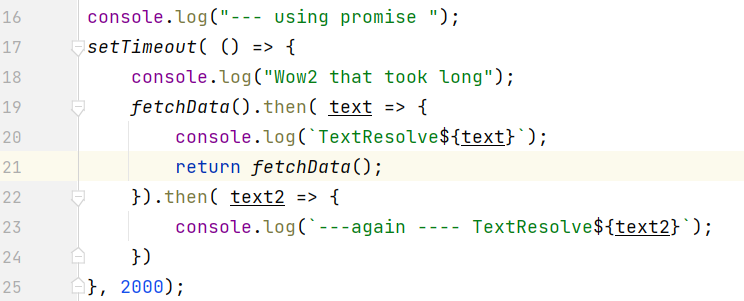 16 console.log("--- using promise ");
17 setTimeout( () => {
18     console.log("Wow2 that took long");
19     fetchData().then( text => {
20         console.log(`TextResolve${text}`);
21         return fetchData();
22     }).then( text2 => {
23         console.log(`---again ---- TextResolve${text2}`);
24     })
25 }, 2000);